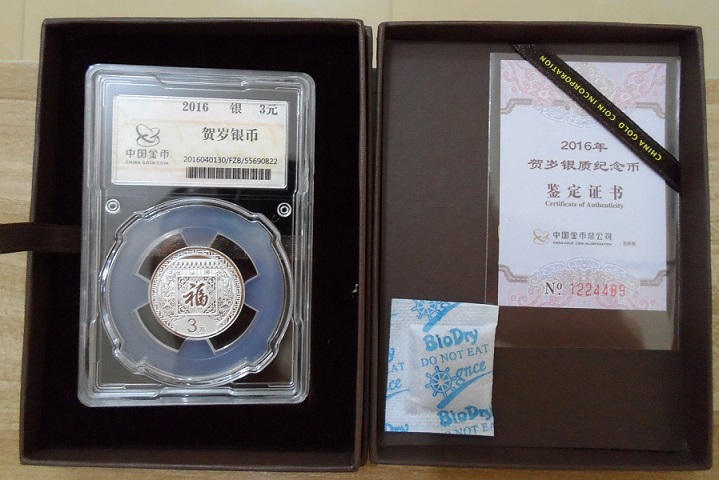 2016 银 3元
贺岁银币
中国金币
CHINA GOLD COIN
2016040130/FZB/55690822
福
3元
CHINA GOLD COIN INCORPORATION
2016年
贺岁银质纪念币
鉴定证书
Certificate of Authenticity
中国金币总公司
CHINA GOLD COIN INCORPORATION
No 1224489
BioDry
DO NOT EAT
BioDry
NOT EAT